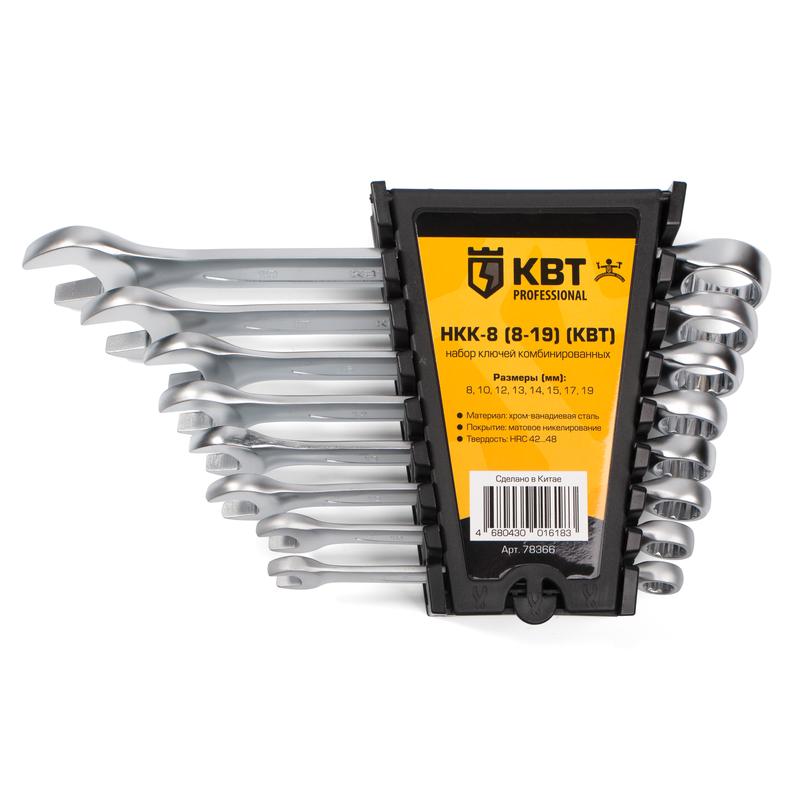 КВТ
PROFESSIONAL
НКК-8 (8-19) (КВТ)
набор ключей комбинированных
Размеры (мм):
8, 10, 12, 13, 14, 15, 17, 19
● Материал: хром-ванадиевая сталь
● Покрытие: матовое никелирование
● Твердость: HRC 42...48
Сделано в Китае
4 680430 016183
Арт. 78366